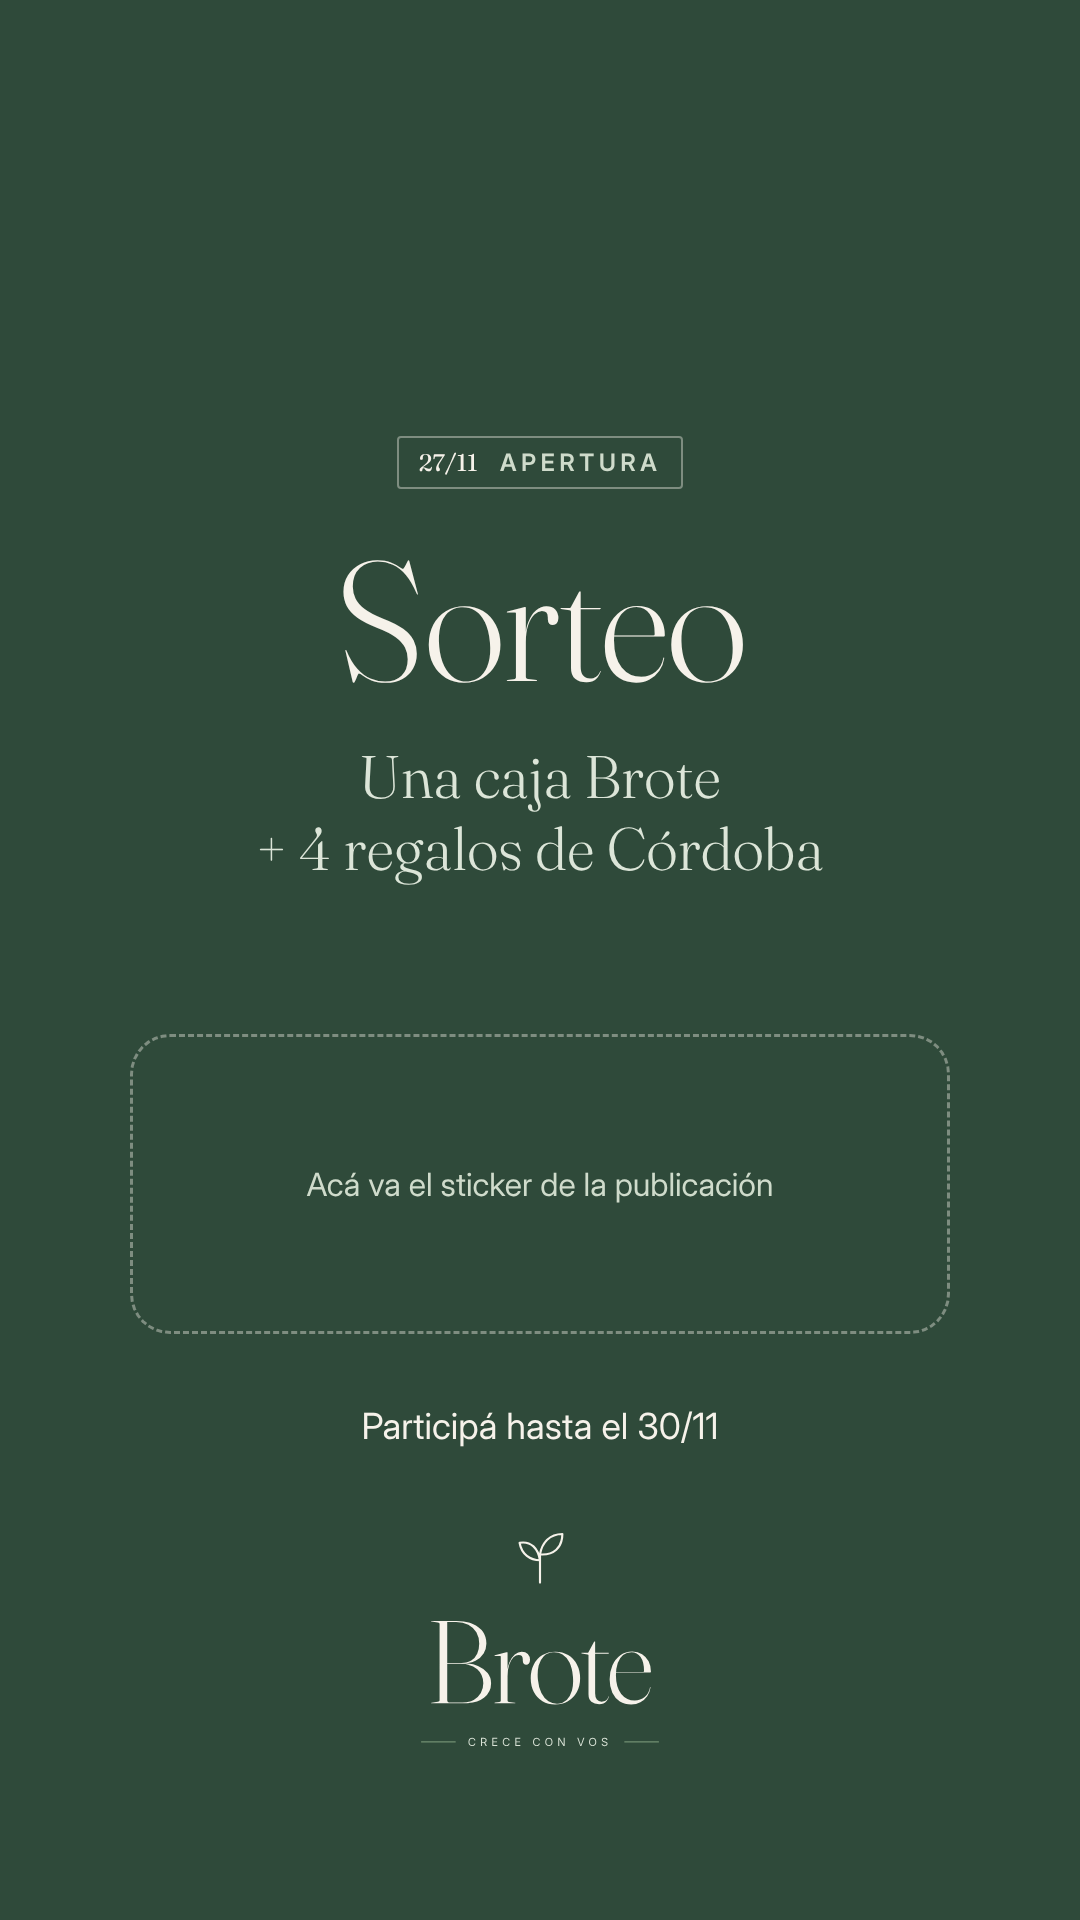 27/11 APERTURA
Sorteo
Una caja Brote
+ 4 regalos de Córdoba
Acá va el sticker de la publicación
Participá hasta el 30/11
Brote
CRECE CON VOS